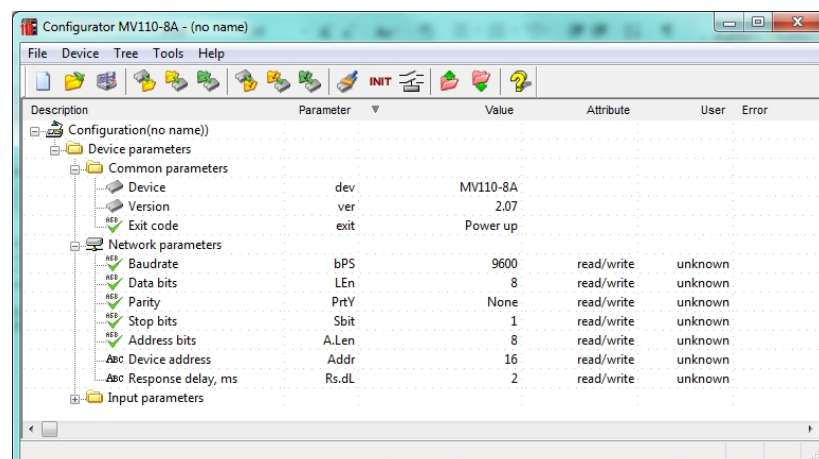 Configurator MV110-8A - (no name)
File Device Tree Tools Help
INIT
Description Parameter Value Attribute User Error
Configuration(no name))
Device parameters
Common parameters
Device dev MV110-8A
Version ver 2.07
Exit code exit Power up
Network parameters
Baudrate bPS 9600 read/write unknown
Data bits LEn 8 read/write unknown
Parity PrtY None read/write unknown
Stop bits Sbit 1 read/write unknown
Address bits A.Len 8 read/write unknown
ABC Device address Addr 16 read/write unknown
ABC Response delay, ms Rs.dL 2 read/write unknown
Input parameters